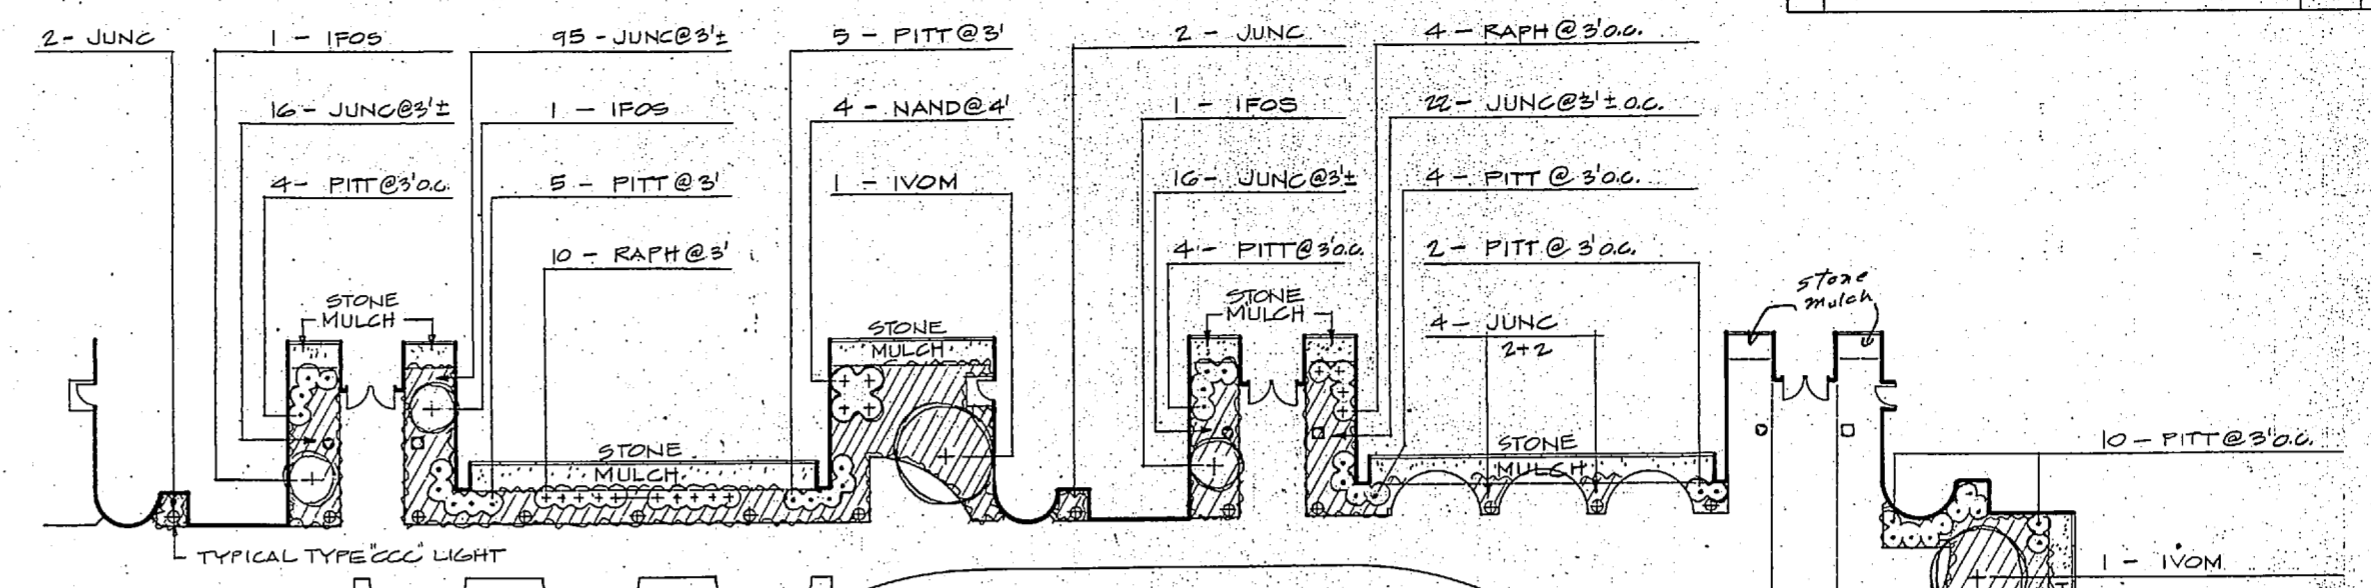 2 - JUNC
1 - IFOS
95 - JUNC@3'±
5 - PITT@3'
2 - JUNC
4 - RAPH@3'O.C.
16 - JUNC@3'±
1 - IFOS
4 - NAND@4'
1 - IFOS
22 - JUNC@3'± O.C.
4 - PITT@3'O.C.
5 - PITT@3'
1 - IVOM
16 - JUNC@3'±
4 - PITT @ 3'O.C.
10 - RAPH@3'
4 - PITT@3'O.C.
2 - PITT @ 3'O.C.
STONE
MULCH
STONE
MULCH
STONE
MULCH
4 - JUNC
2+2
stone
mulch
STONE
MULCH
STONE
MULCH
10 - PITT@3'O.C.
TYPICAL TYPE "CCC" LIGHT
1 - IVOM